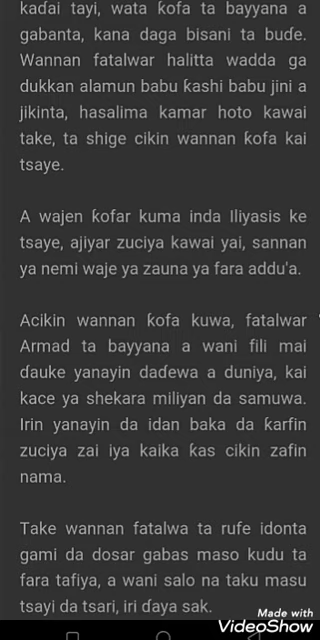 kaɗai tayi, wata ƙofa ta bayyana a
gabanta, kana daga bisani ta buɗe.
Wannan fatalwar halitta wadda ga
dukkan alamun babu ƙashi babu jini a
jikinta, hasalima kamar hoto kawai
take, ta shige cikin wannan ƙofa kai
tsaye.
A wajen ƙofar kuma inda Iliyasis ke
tsaye, ajiyar zuciya kawai yai, sannan
ya nemi waje ya zauna ya fara addu'a.
Acikin wannan ƙofa kuwa, fatalwar
Armad ta bayyana a wani fili mai
ɗauke yanayin daɗewa a duniya, kai
kace ya shekara miliyan da samuwa.
Irin yanayin da idan baka da ƙarfin
zuciya zai iya kaika ƙas cikin zafin
nama.
Take wannan fatalwa ta rufe idonta
gami da dosar gabas maso kudu ta
fara tafiya, a wani salo na taku masu
tsayi da tsari, iri ɗaya sak.
Made with
VideoShow